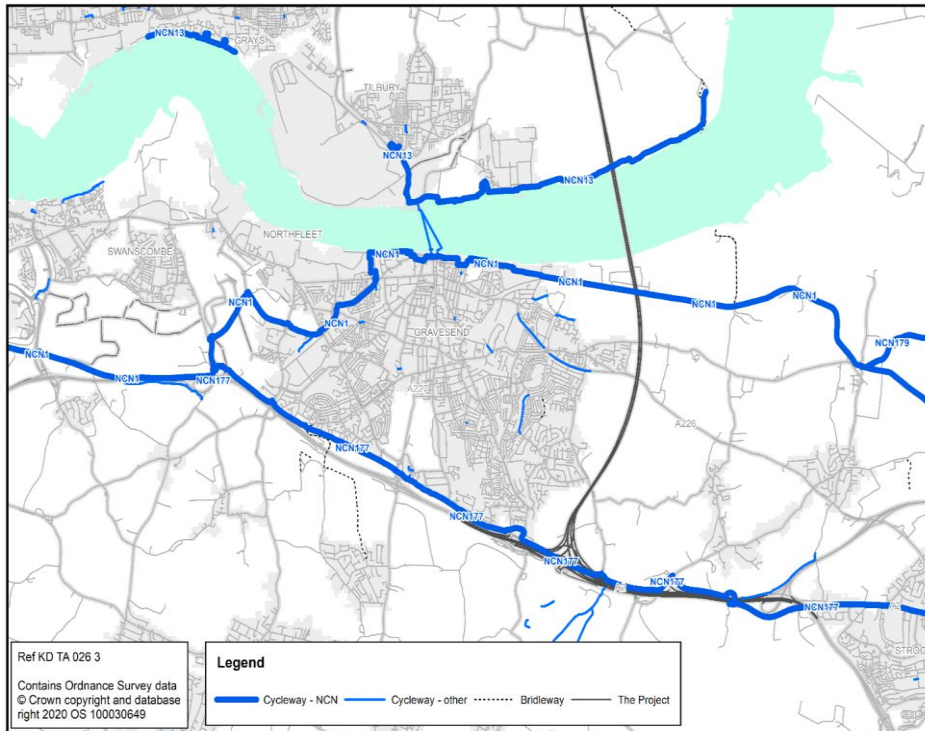 NCN13
GRAYS
TILBURY
NCN13
NCN13
NORTHFLEET
SWANSCOMBE
NCN1
NCN1
NCN1
NCN1
NCN1
NCN1
NCN179
GRAVESEND
NCN1
NCN1
NCN177
A226
NCN177
NCN177
NCN177
NCN177
NCN177
A2
STROO
Ref KD TA 026 3
Contains Ordnance Survey data
© Crown copyright and database
right 2020 OS 100030649
Legend
Cycleway - NCN
Cycleway - other
Bridleway
The Project